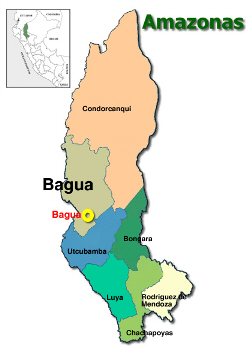 Amazonas
Condorcanqui
Bagua
Bagua
Bongara
Utcubamba
Luya
Rodriguez de
Mendoza
Chachapoyas